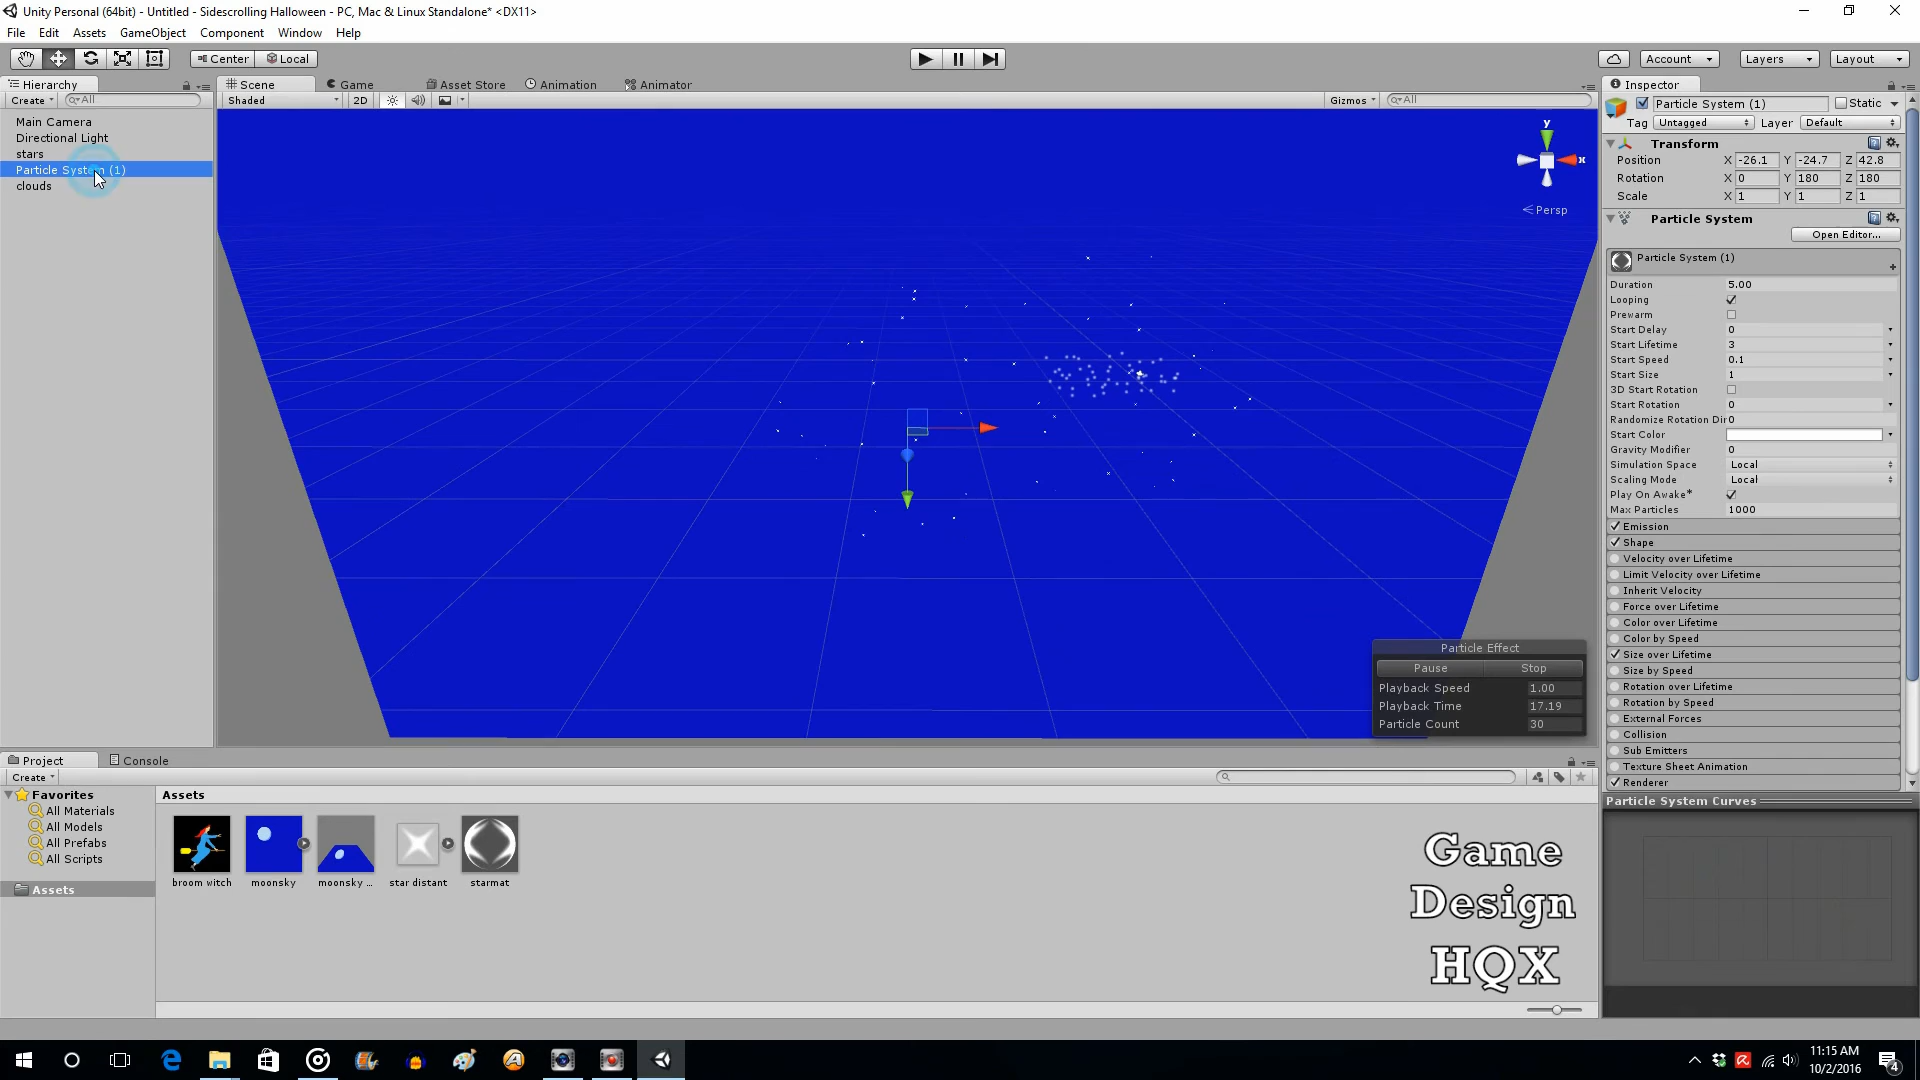 Unity Personal (64bit) - Untitled - Sidescrolling Halloween - PC, Mac & Linux Standalone* <DX11>
File Edit Assets GameObject Component Window Help
Center Local
Account Layers Layout
Hierarchy
Create All
Main Camera
Directional Light
stars
Particle System (1)
clouds
Scene Game Asset Store Animation Animator
Shaded 2D Gizmos All
y
x
Persp
Particle Effect
Pause Stop
Playback Speed 1.00
Playback Time 17.19
Particle Count 30
Inspector
Particle System (1) Static
Tag Untagged Layer Default
Transform
Position X -26.1 Y -24.7 Z 42.8
Rotation X 0 Y 180 Z 180
Scale X 1 Y 1 Z 1
Particle System
Open Editor...
Particle System (1)
Duration 5.00
Looping
Prewarm
Start Delay 0
Start Lifetime 3
Start Speed 0.1
Start Size 1
3D Start Rotation
Start Rotation 0
Randomize Rotation Dir 0
Start Color
Gravity Modifier 0
Simulation Space Local
Scaling Mode Local
Play On Awake*
Max Particles 1000
Emission
Shape
Velocity over Lifetime
Limit Velocity over Lifetime
Inherit Velocity
Force over Lifetime
Color over Lifetime
Color by Speed
Size over Lifetime
Size by Speed
Rotation over Lifetime
Rotation by Speed
External Forces
Collision
Sub Emitters
Texture Sheet Animation
Renderer
Particle System Curves
Project Console
Create
Favorites
All Materials
All Models
All Prefabs
All Scripts
Assets
Assets
broom witch moonsky moonsky ... star distant starmat
Game
Design
HQX
11:15 AM
10/2/2016
4